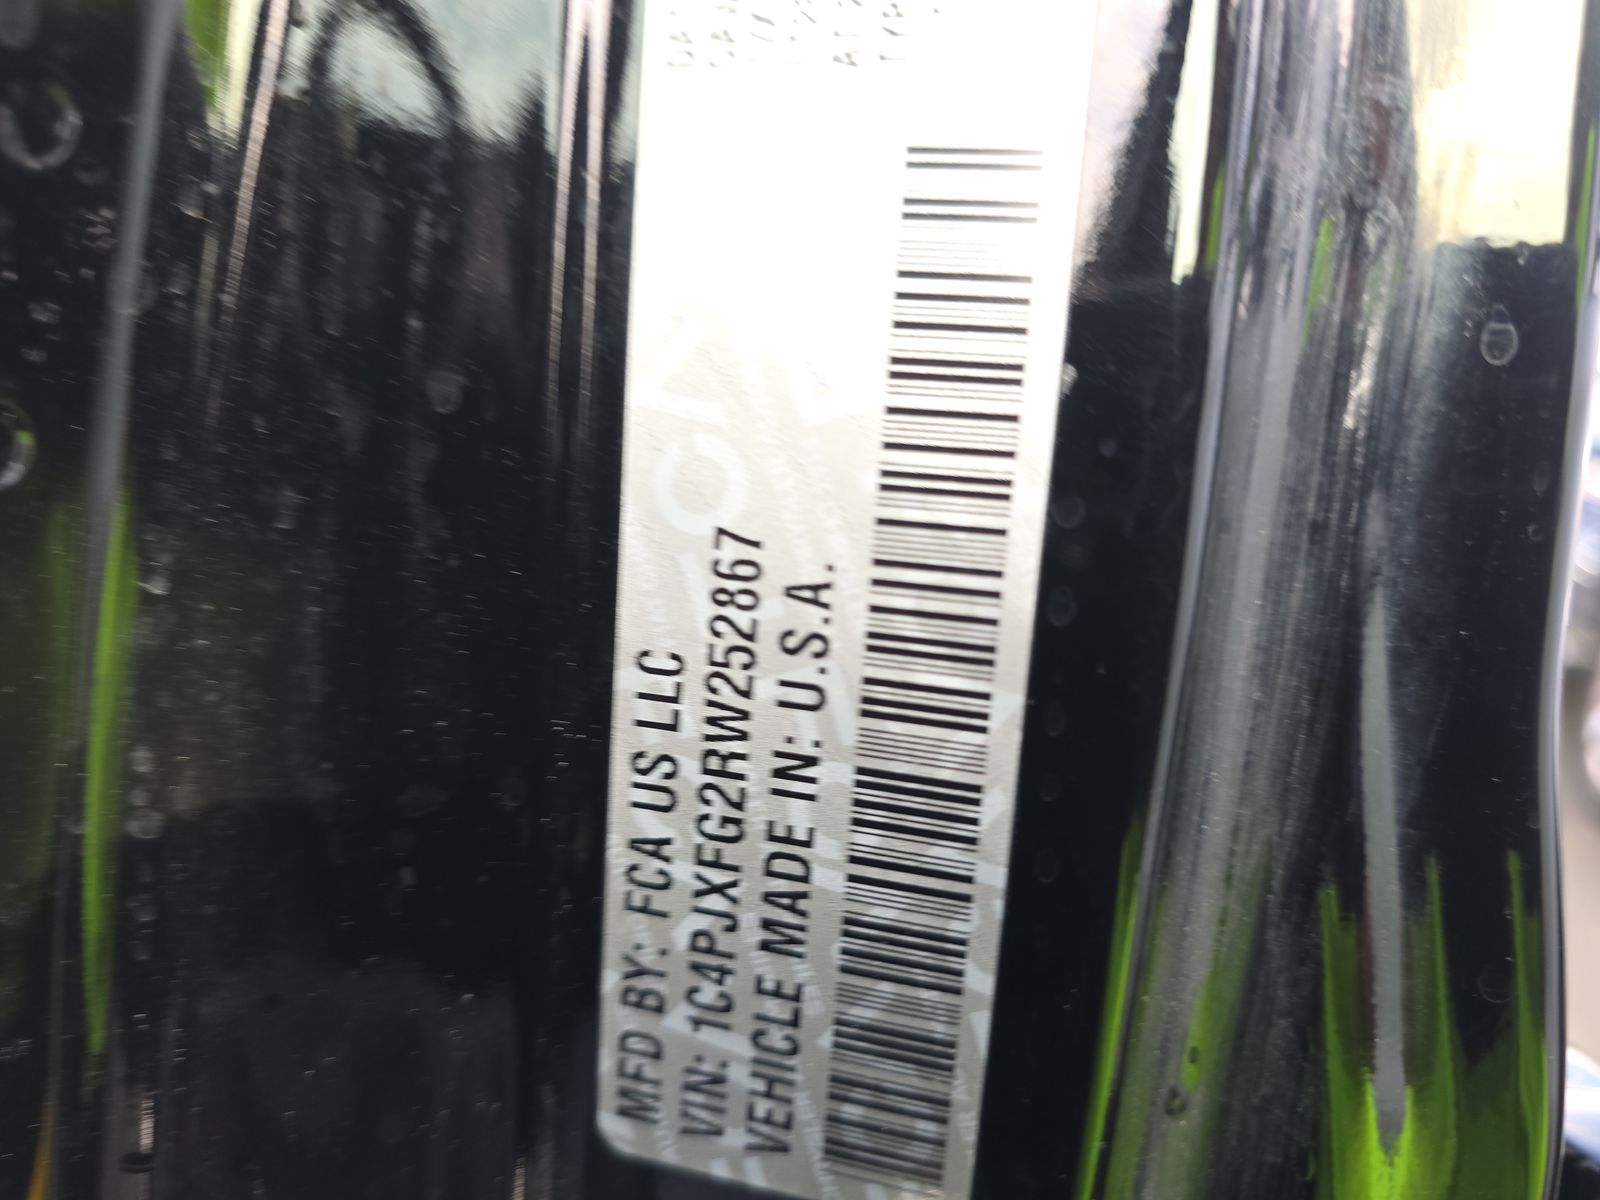 MFD BY: FCA US LLC
VIN: 1C4PJXFG2RW252867
VEHICLE MADE IN: U.S.A.